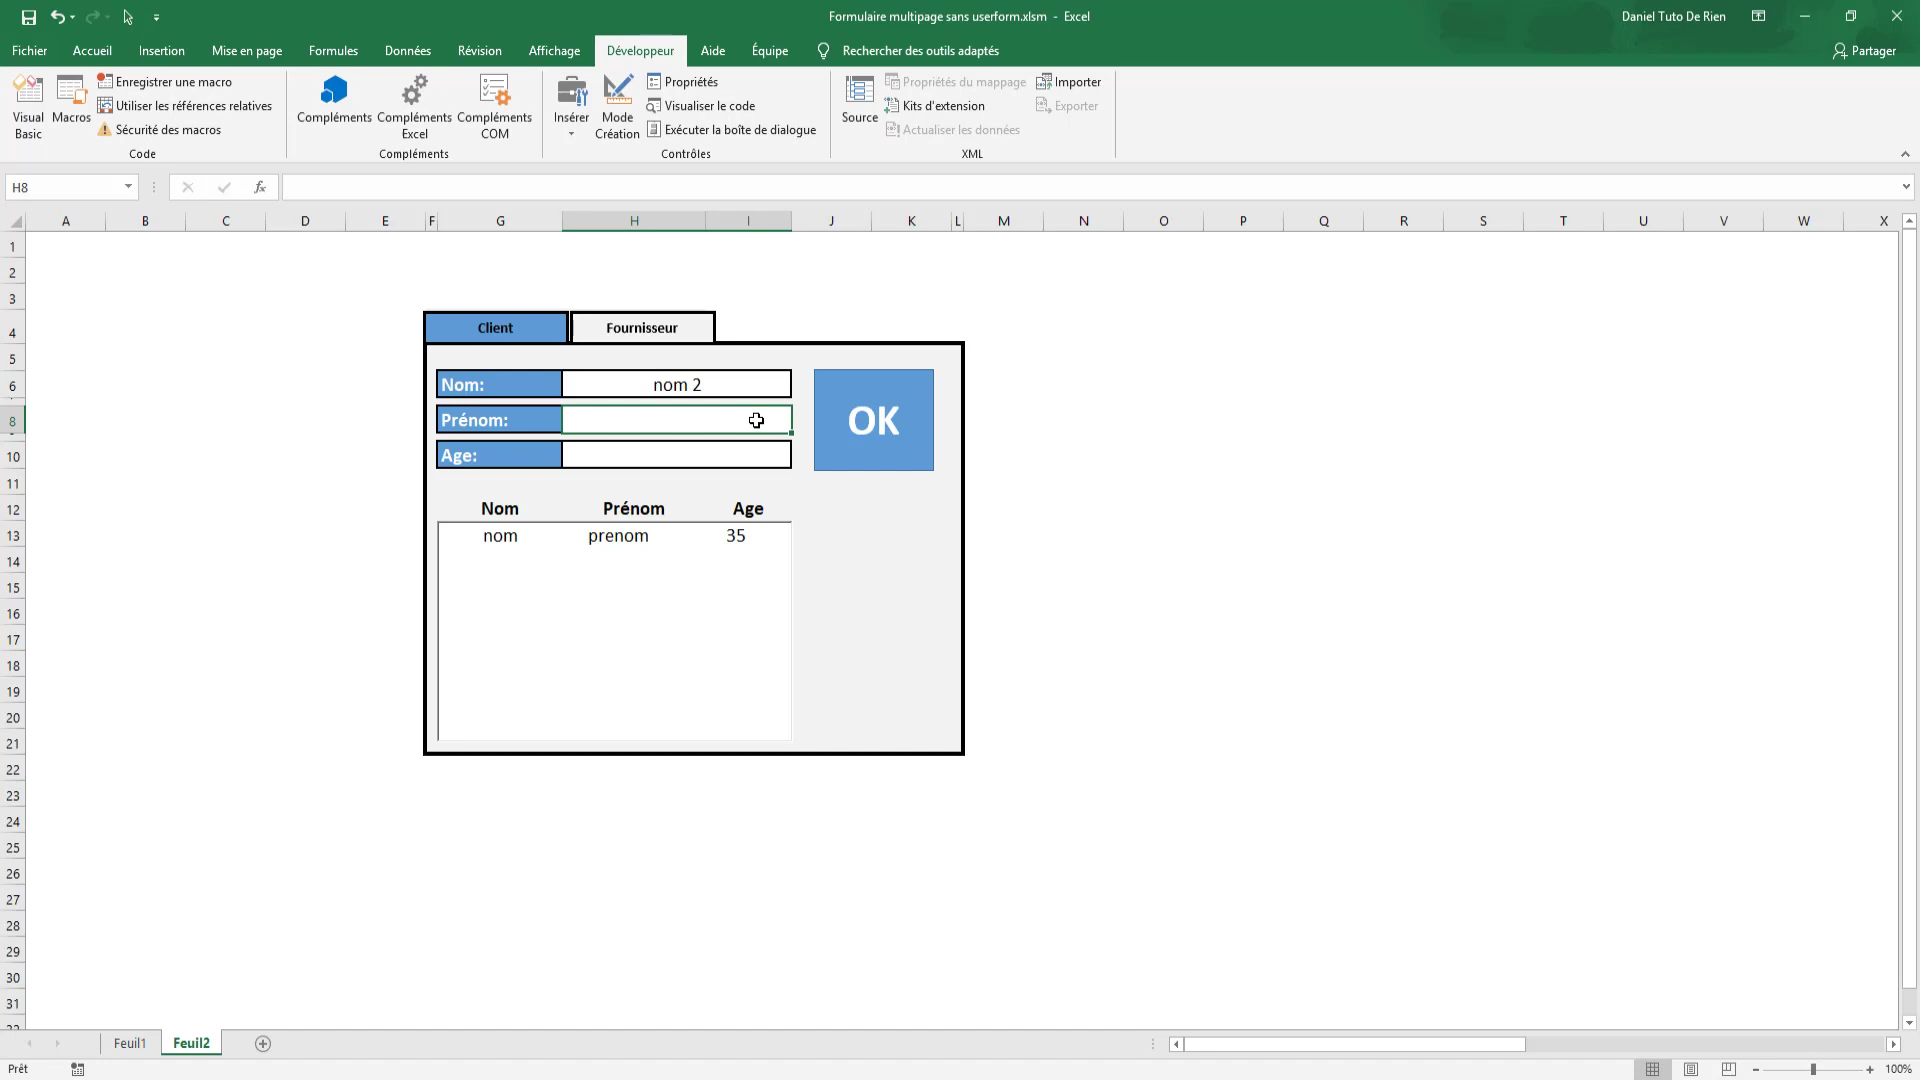 Formulaire multipage sans userform.xlsm - Excel
Daniel Tuto De Rien
Fichier Accueil Insertion Mise en page Formules Données Révision Affichage Développeur Aide Équipe Rechercher des outils adaptés Partager
Visual Basic
Macros
Enregistrer une macro
Utiliser les références relatives
Sécurité des macros
Code
Compléments
Compléments Excel
Compléments COM
Compléments
Insérer
Mode Création
Propriétés
Visualiser le code
Exécuter la boîte de dialogue
Contrôles
Source
Propriétés du mappage
Kits d'extension
Actualiser les données
Importer
Exporter
XML
H8
fx
A B C D E F G H I J K L M N O P Q R S T U V W X
1
2
3
4
Client Fournisseur
5
6
Nom: nom 2
OK
8
Prénom:
10
Age:
11
12
Nom Prénom Age
13
nom prenom 35
14
15
16
17
18
19
20
21
22
23
24
25
26
27
28
29
30
31
Feuil1 Feuil2
Prêt
100%